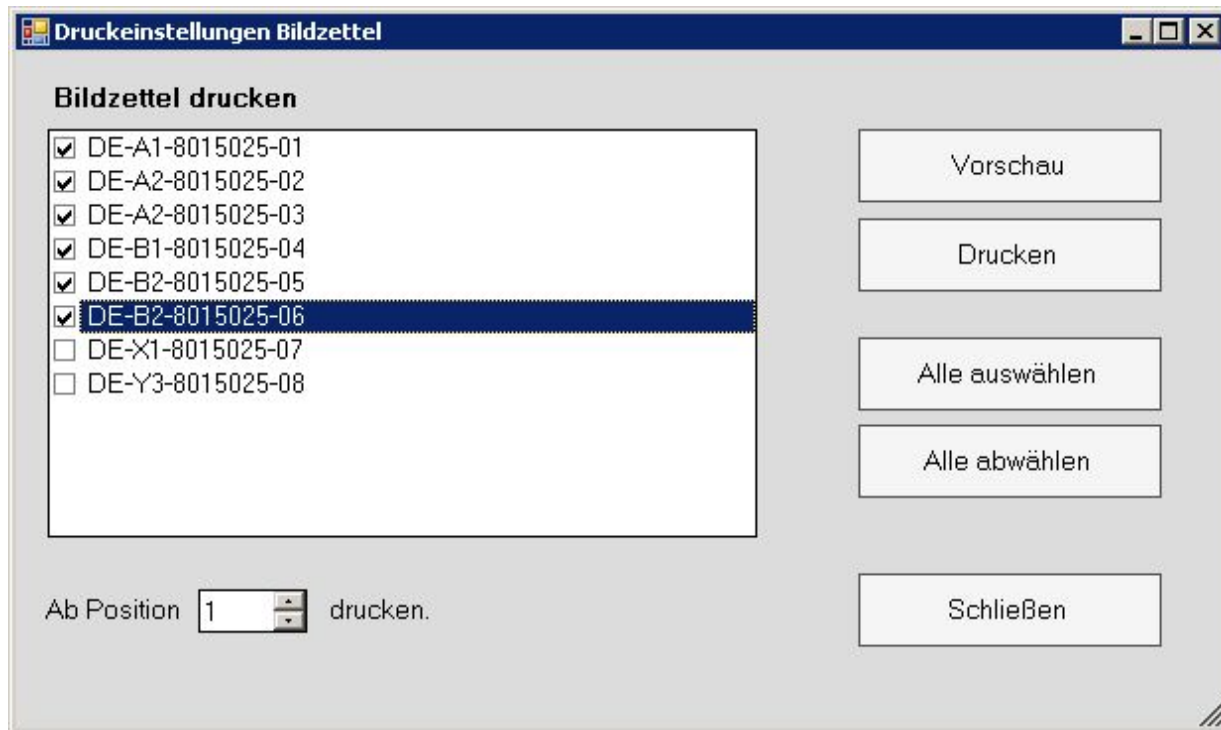 Druckeinstellungen Bildzettel
Bildzettel drucken
DE-A1-8015025-01
DE-A2-8015025-02
DE-A2-8015025-03
DE-B1-8015025-04
DE-B2-8015025-05
DE-B2-8015025-06
DE-X1-8015025-07
DE-Y3-8015025-08
Vorschau
Drucken
Alle auswählen
Alle abwählen
Ab Position 1 drucken.
Schließen